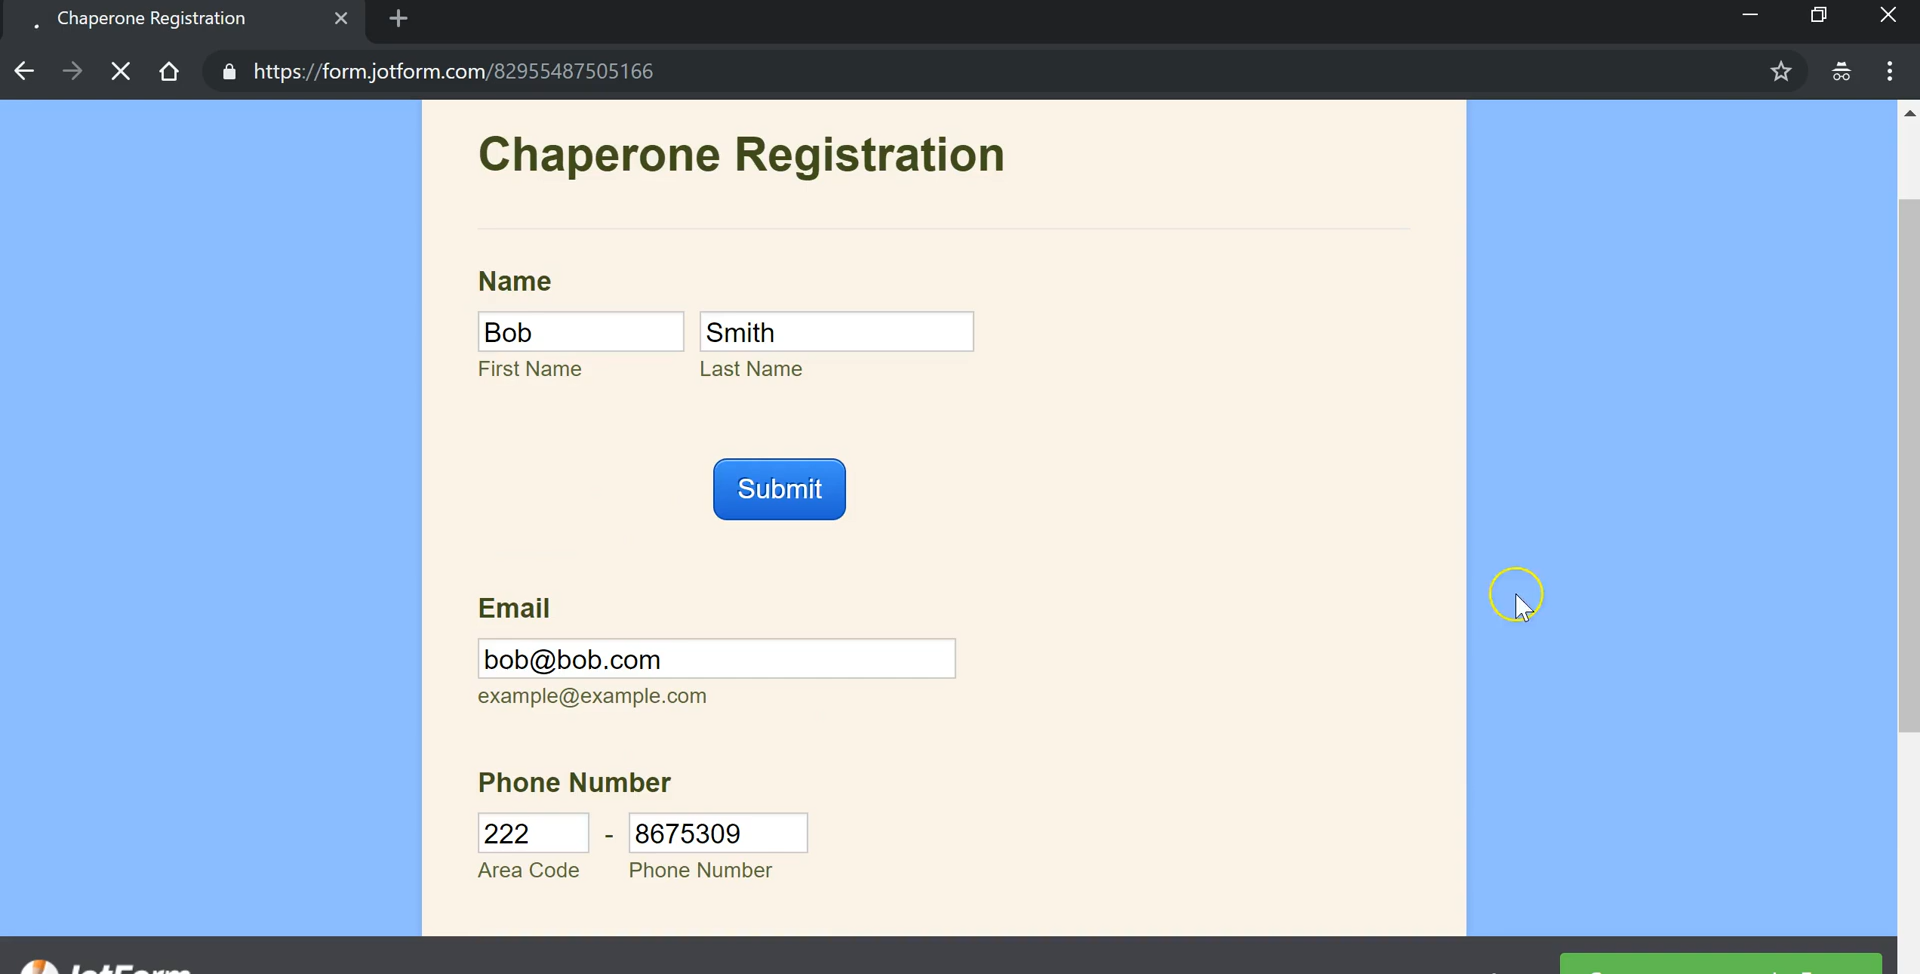 Chaperone Registration
https://form.jotform.com/82955487505166
Chaperone Registration
Name
Bob Smith
First Name Last Name
Submit
Email
bob@bob.com
example@example.com
Phone Number
222 - 8675309
Area Code Phone Number
JotForm